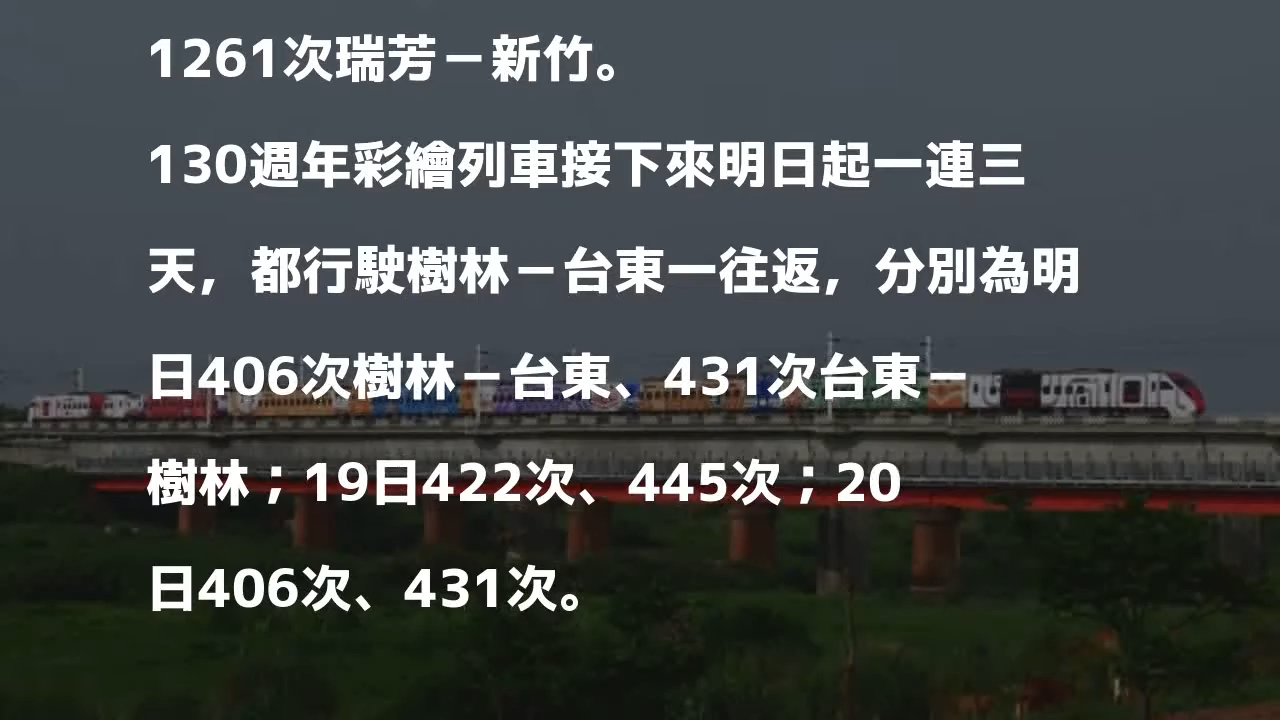 1261次瑞芳－新竹。
130週年彩繪列車接下來明日起一連三
天，都行駛樹林－台東一往返，分別為明
日406次樹林－台東、431次台東－
樹林；19日422次、445次；20
日406次、431次。